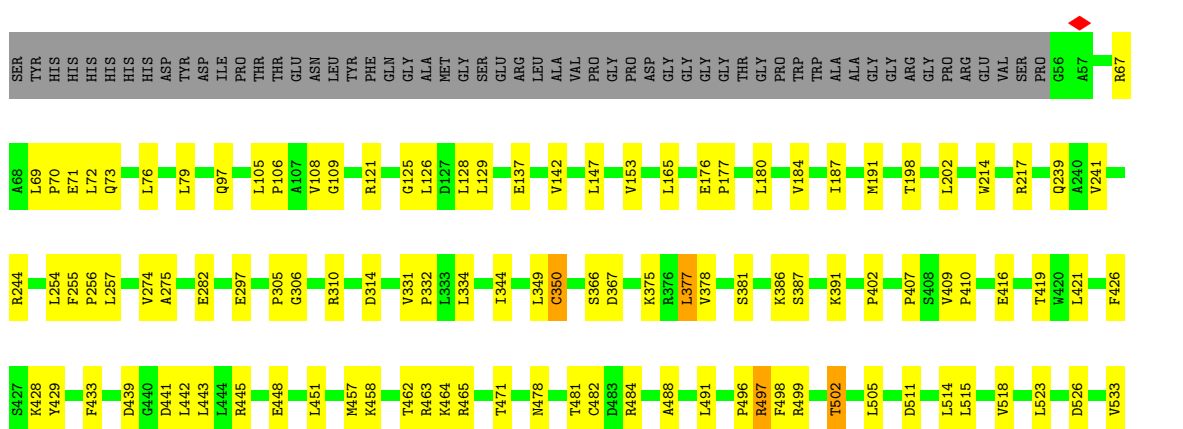 SER TYR HIS HIS HIS HIS HIS HIS ASP TYR ASP ILE PRO THR THR GLU ASN LEU TYR PHE GLN GLY ALA MET GLY SER GLU ARG LEU ALA VAL PRO GLY PRO ASP GLY GLY GLY GLY THR GLY PRO TRP TRP ALA ALA GLY GLY ARG GLY PRO ARG GLU VAL SER PRO G56 A57 R67
A68 L69 P70 E71 L72 Q73 L76 L79 Q97 L105 P106 A107 V108 G109 R121 G125 L126 D127 L128 L129 E137 V142 L147 V153 L165 E176 P177 L180 V184 I187 M191 T198 L202 W214 R217 Q239 A240 V241
R244 L254 F255 P256 L257 V274 A275 E282 E297 P305 G306 R310 D314 V331 P332 L333 L334 I344 L349 C350 S366 D367 K375 R376 L377 V378 S381 K386 S387 K391 P402 P407 S408 V409 P410 E416 T419 W420 L421 F426
S427 K428 Y429 F433 D439 G440 D441 L442 L443 L444 R445 E448 L451 M457 K458 T462 R463 K464 R465 T471 N478 T481 C482 D483 R484 A488 L491 P496 R497 F498 R499 T502 L505 D511 L514 L515 V518 L523 D526 V533